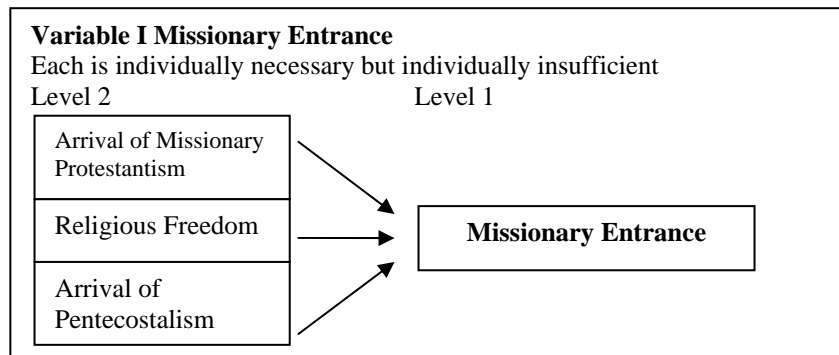 Variable I Missionary Entrance
Each is individually necessary but individually insufficient
Level 2 Level 1
Arrival of Missionary
Protestantism
Religious Freedom
Arrival of
Pentecostalism
Missionary Entrance